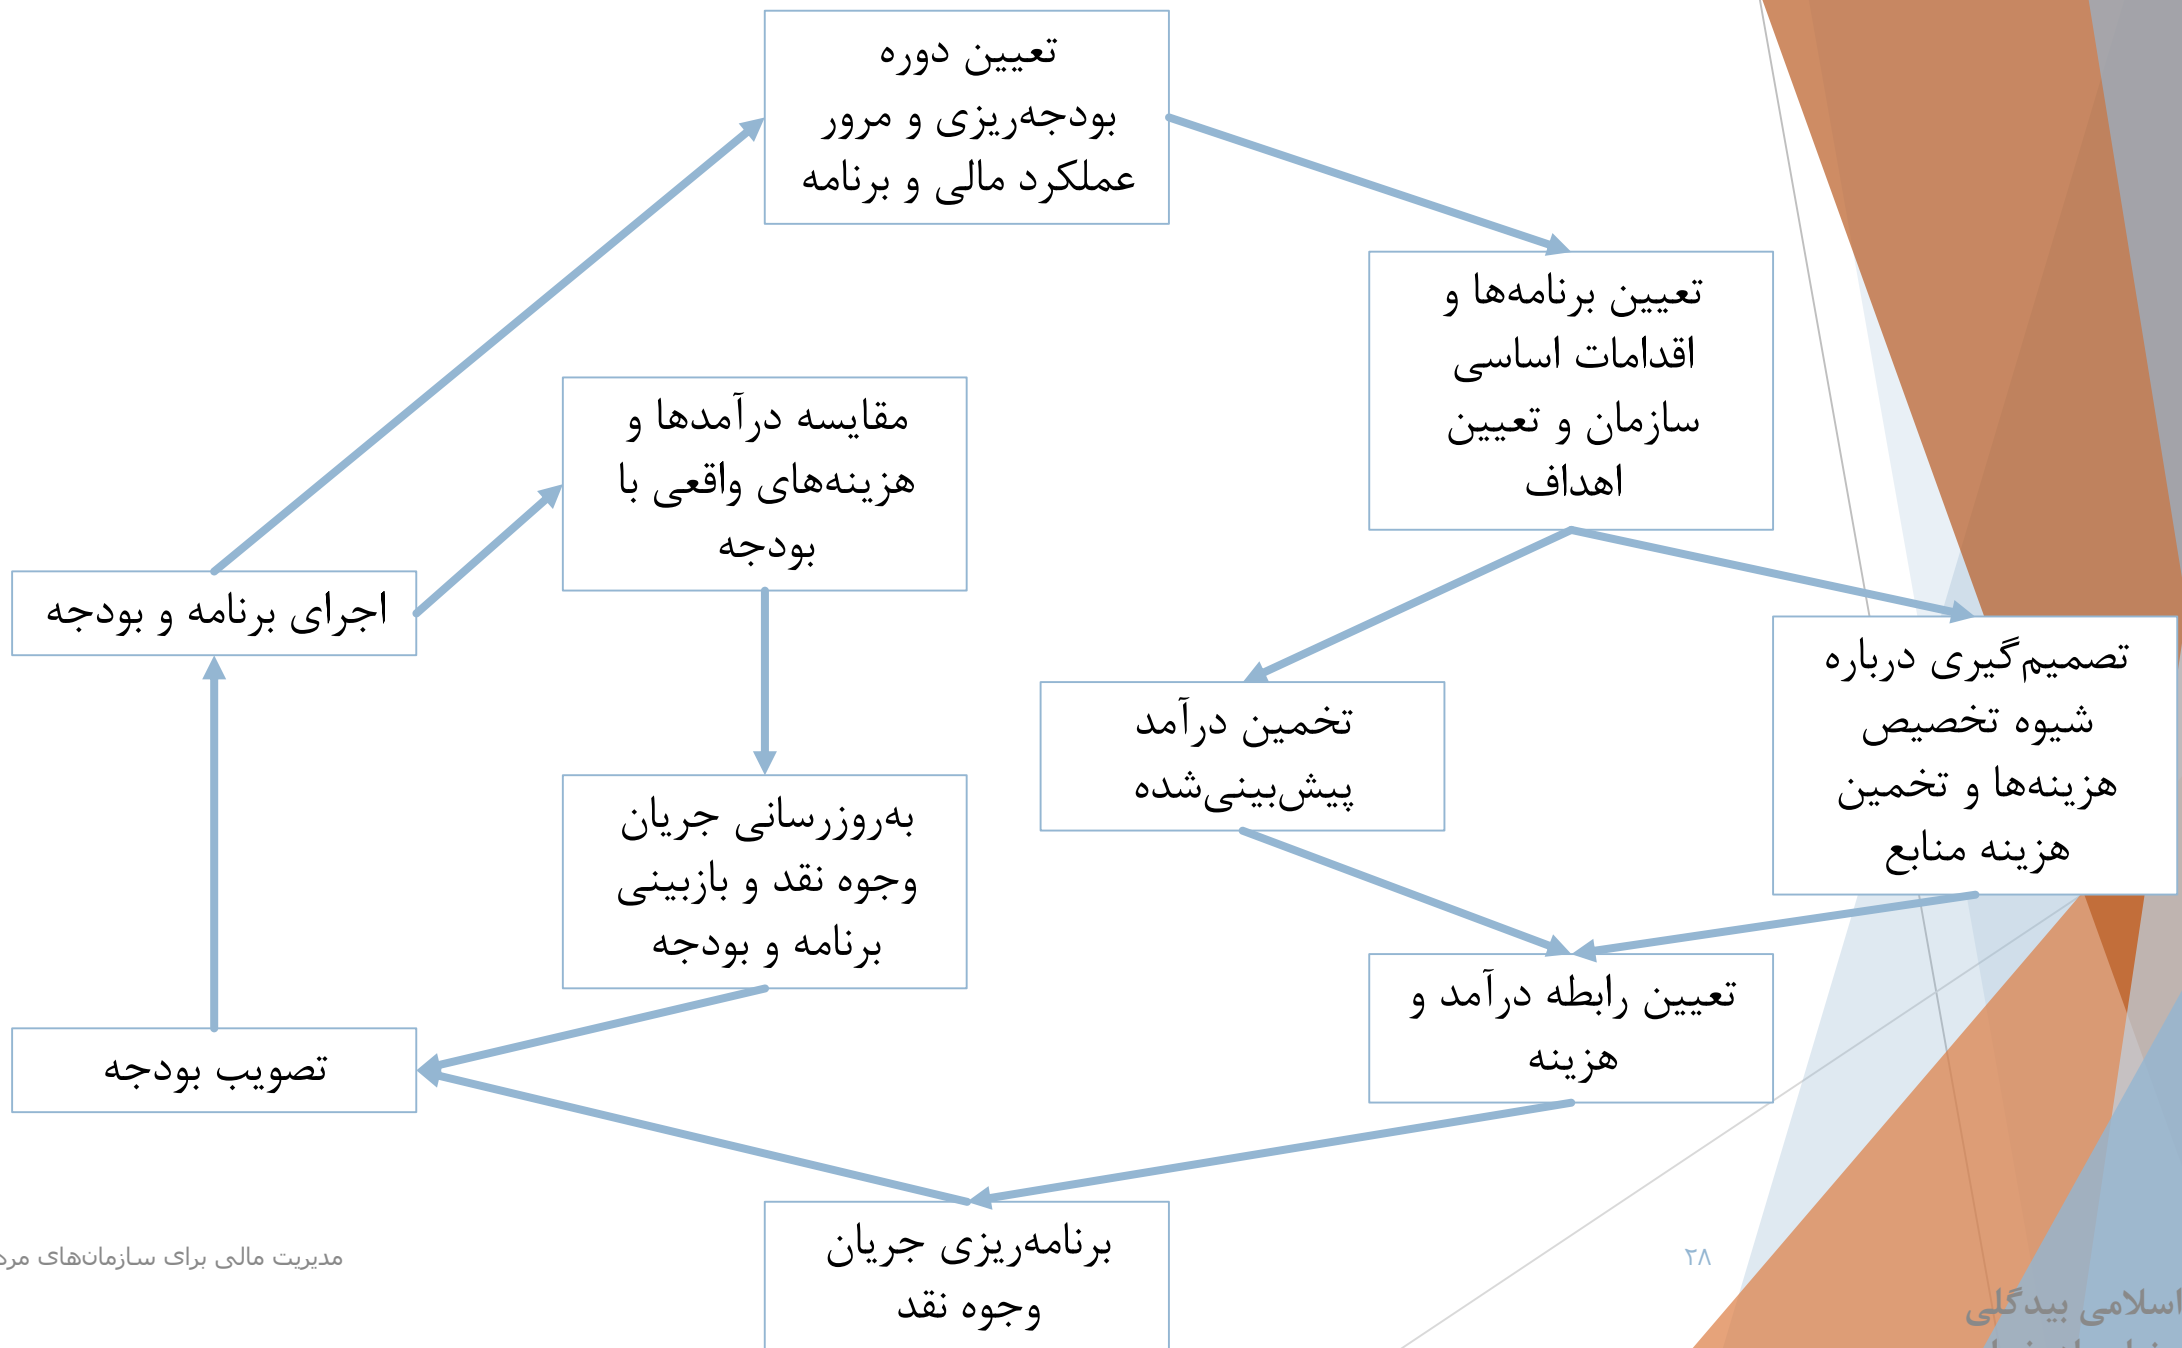 تعیین دوره
بودجه‌ریزی و مرور
عملکرد مالی و برنامه
تعیین برنامه‌ها و
اقدامات اساسی
سازمان و تعیین
اهداف
مقایسه درآمدها و
هزینه‌های واقعی با
بودجه
اجرای برنامه و بودجه
تصمیم‌گیری درباره
شیوه تخصیص
هزینه‌ها و تخمین
هزینه منابع
تخمین درآمد
پیش‌بینی‌شده
به‌روزرسانی جریان
وجوه نقد و بازبینی
برنامه و بودجه
تعیین رابطه درآمد و
هزینه
تصویب بودجه
برنامه‌ریزی جریان
وجوه نقد
مدیریت مالی برای سازمان‌های
۲۸
اسلامی بیدگلی